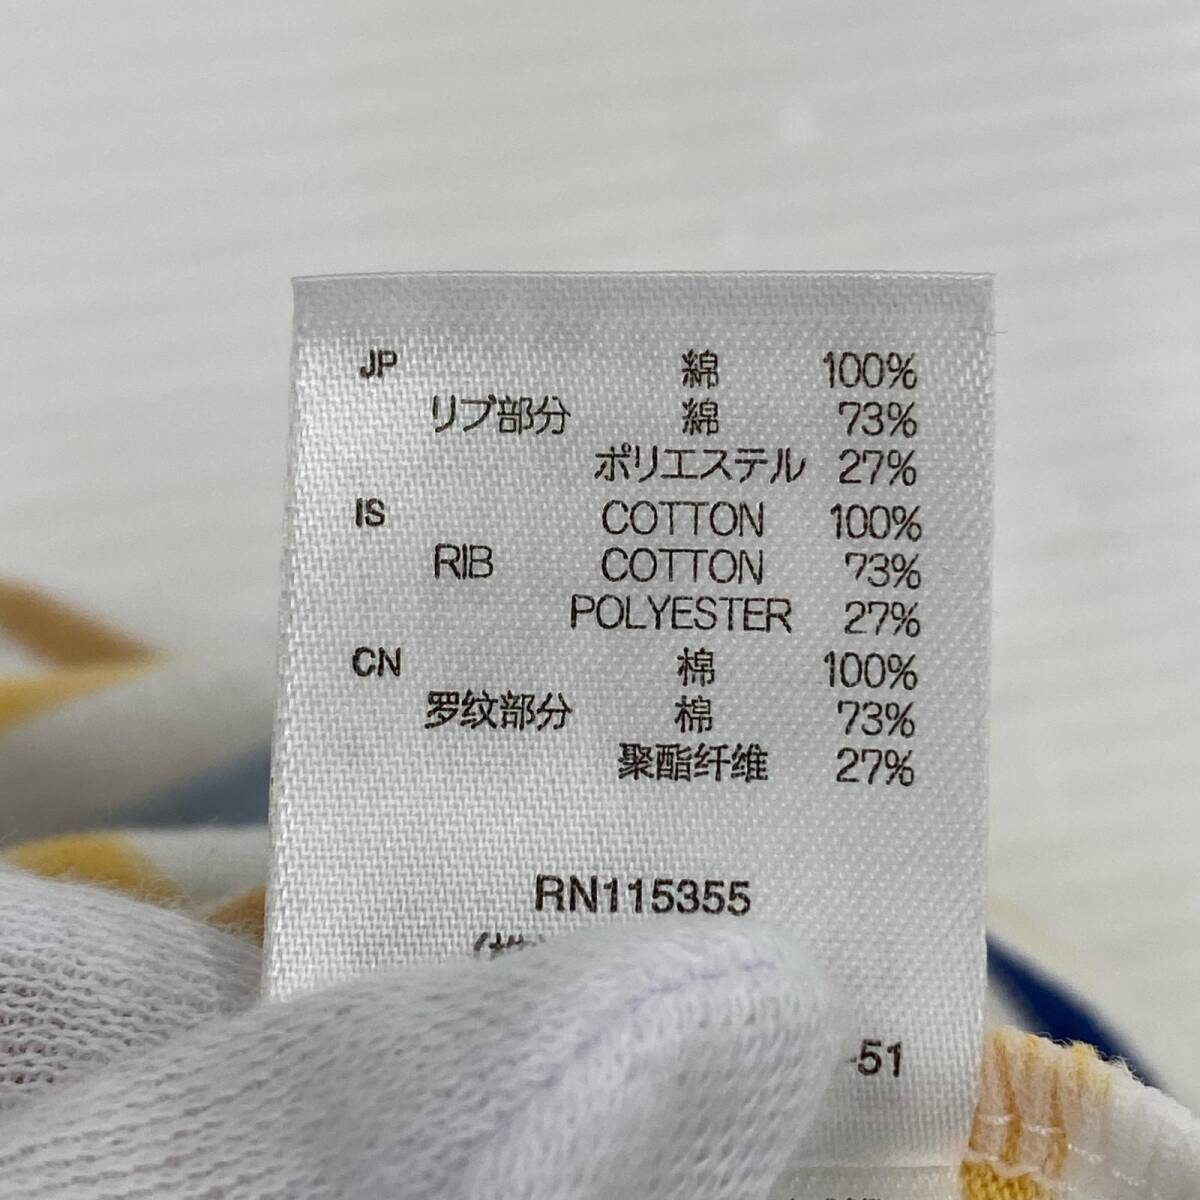 JP 綿 100%
リブ部分 綿 73%
ポリエステル 27%
IS COTTON 100%
RIB COTTON 73%
POLYESTER 27%
CN 棉 100%
罗纹部分 棉 73%
聚酯纤维 27%
RN115355
-51